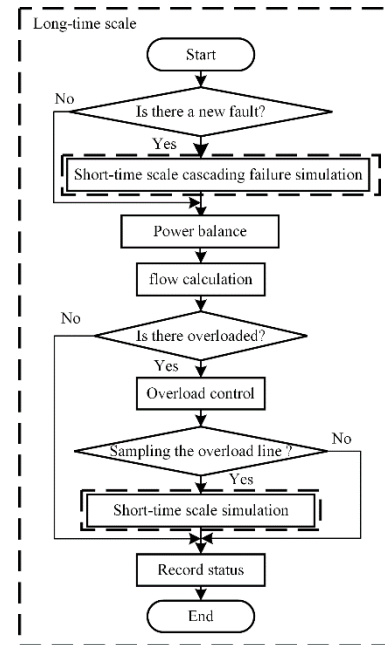 Long-time scale
Start
No
Is there a new fault?
Yes
Short-time scale cascading failure simulation
Power balance
flow calculation
No
Is there overloaded?
Yes
Overload control
Sampling the overload line ?
No
Yes
Short-time scale simulation
Record status
End